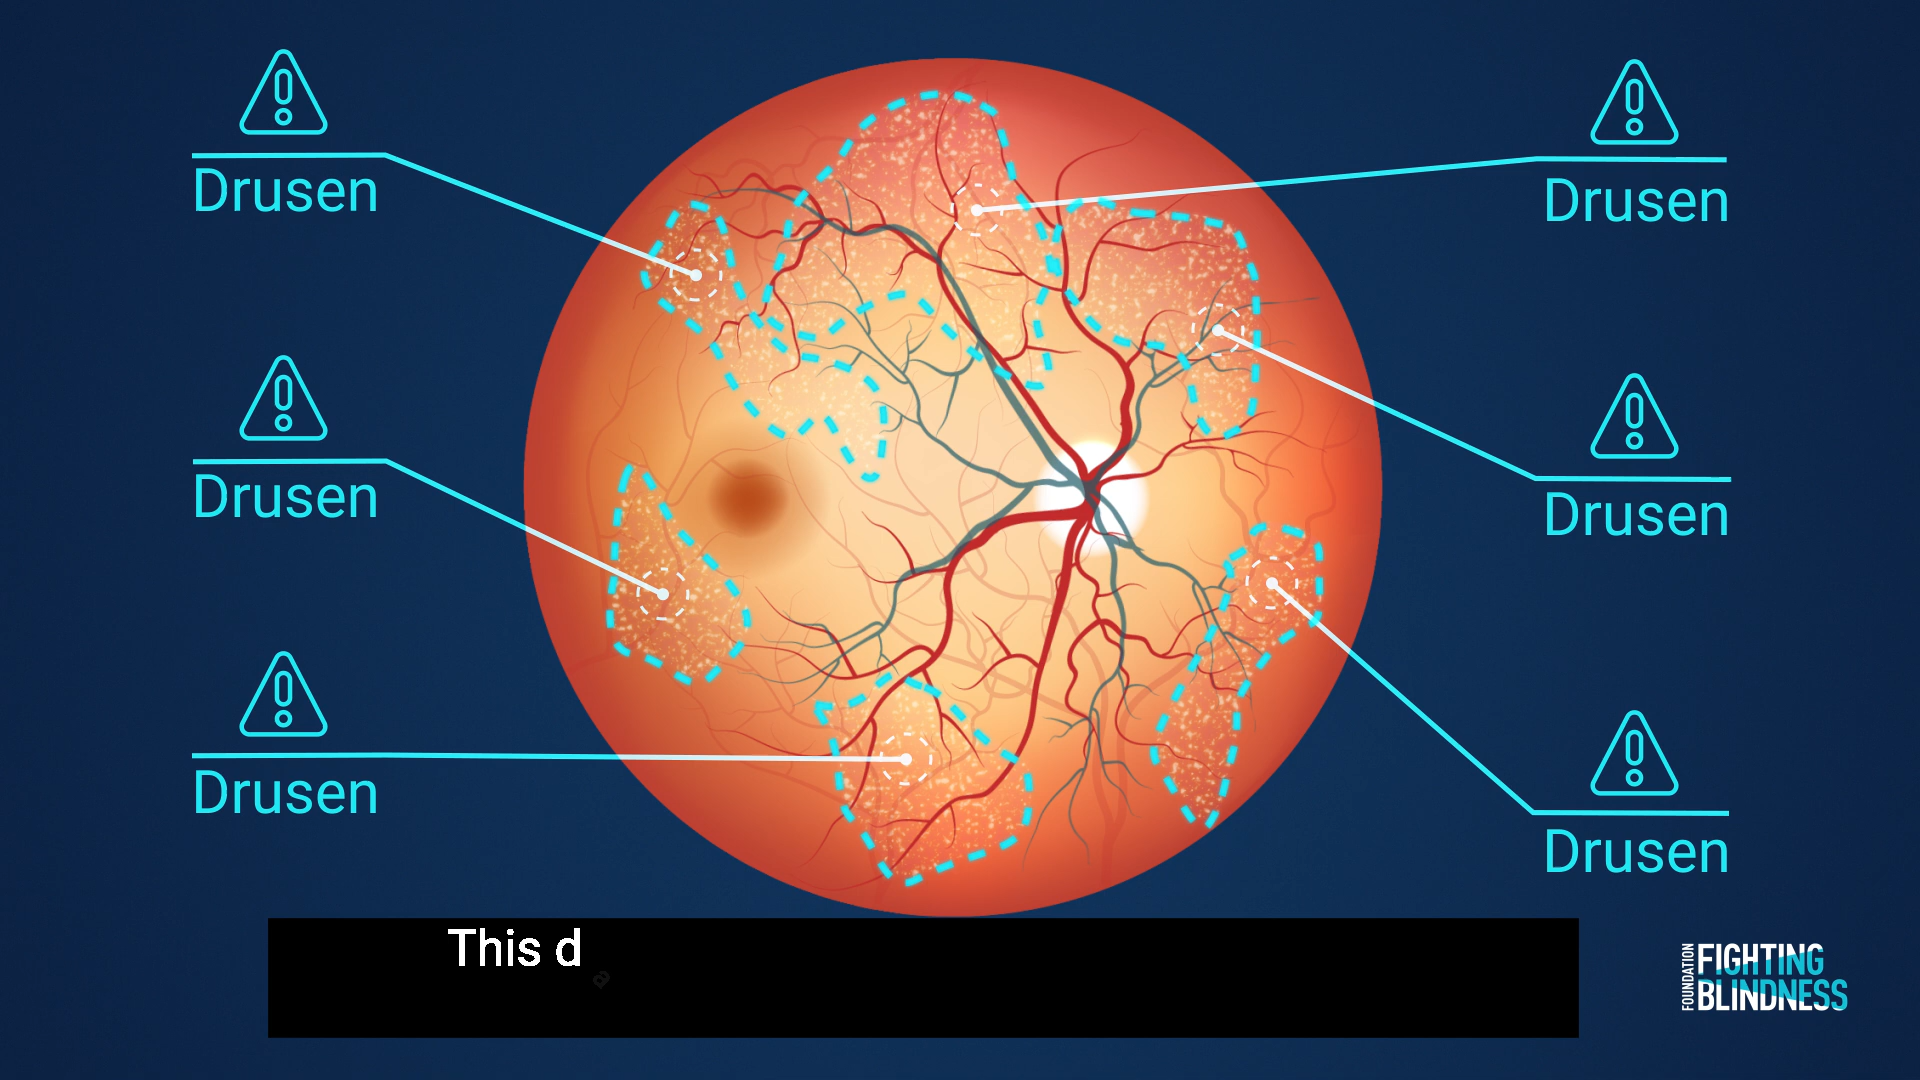 Drusen
Drusen
Drusen
Drusen
Drusen
Drusen
This d
FOUNDATION
FIGHTING
BLINDNESS